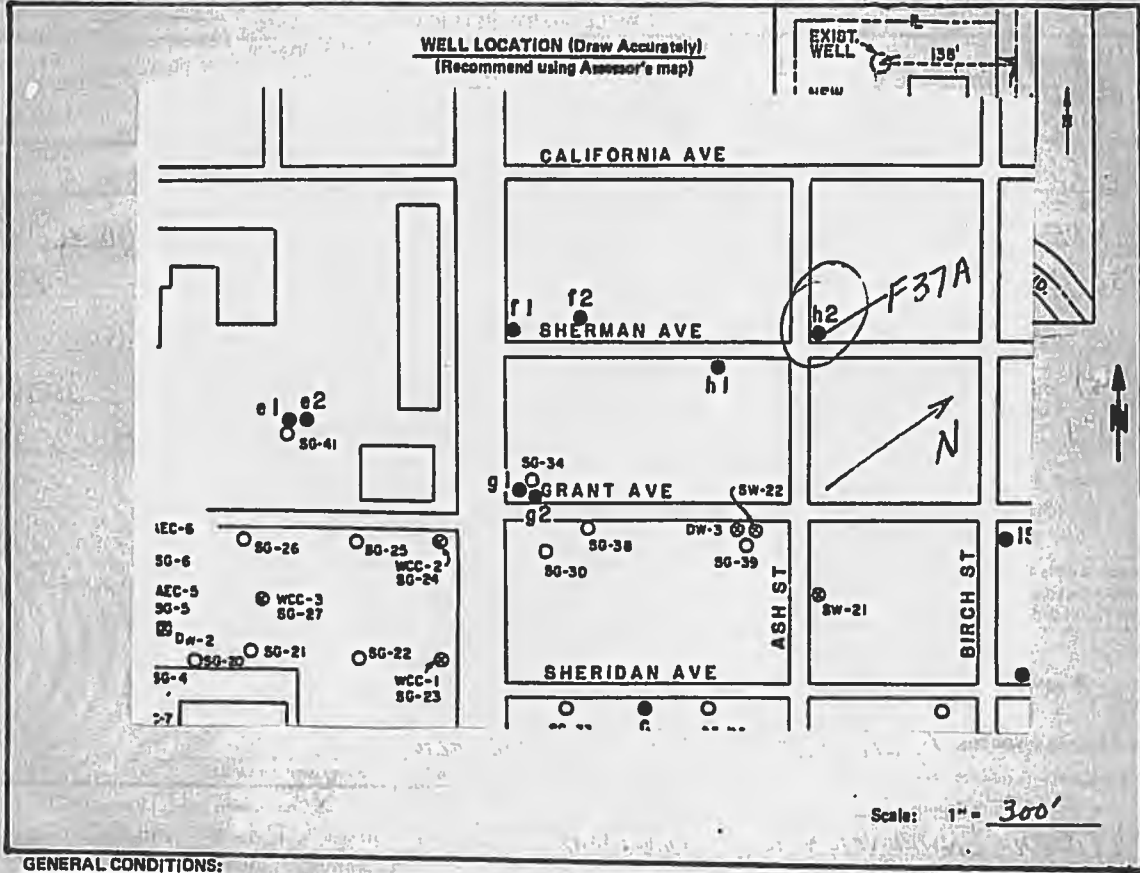 WELL LOCATION (Draw Accurately)
(Recommend using Assessor's map)
EXIST.
WELL
138'
NEW
CALIFORNIA AVE
F37A
f1
f2
h2
SHERMAN AVE
h1
e1 e2
SG-41
N
SG-34
g1
GRANT AVE
g2
SW-22
AEC-6
SG-26
SG-25
SG-38
DW-3
SG-6
WCC-2
SG-24
SG-30
SG-39
AEC-5
SG-5
WCC-3
SG-27
ASH ST
SW-21
BIRCH ST
DW-2
SG-20
SG-21
SG-22
SG-4
WCC-1
SG-23
SHERIDAN AVE
Scale: 1" = 300'
GENERAL CONDITIONS: